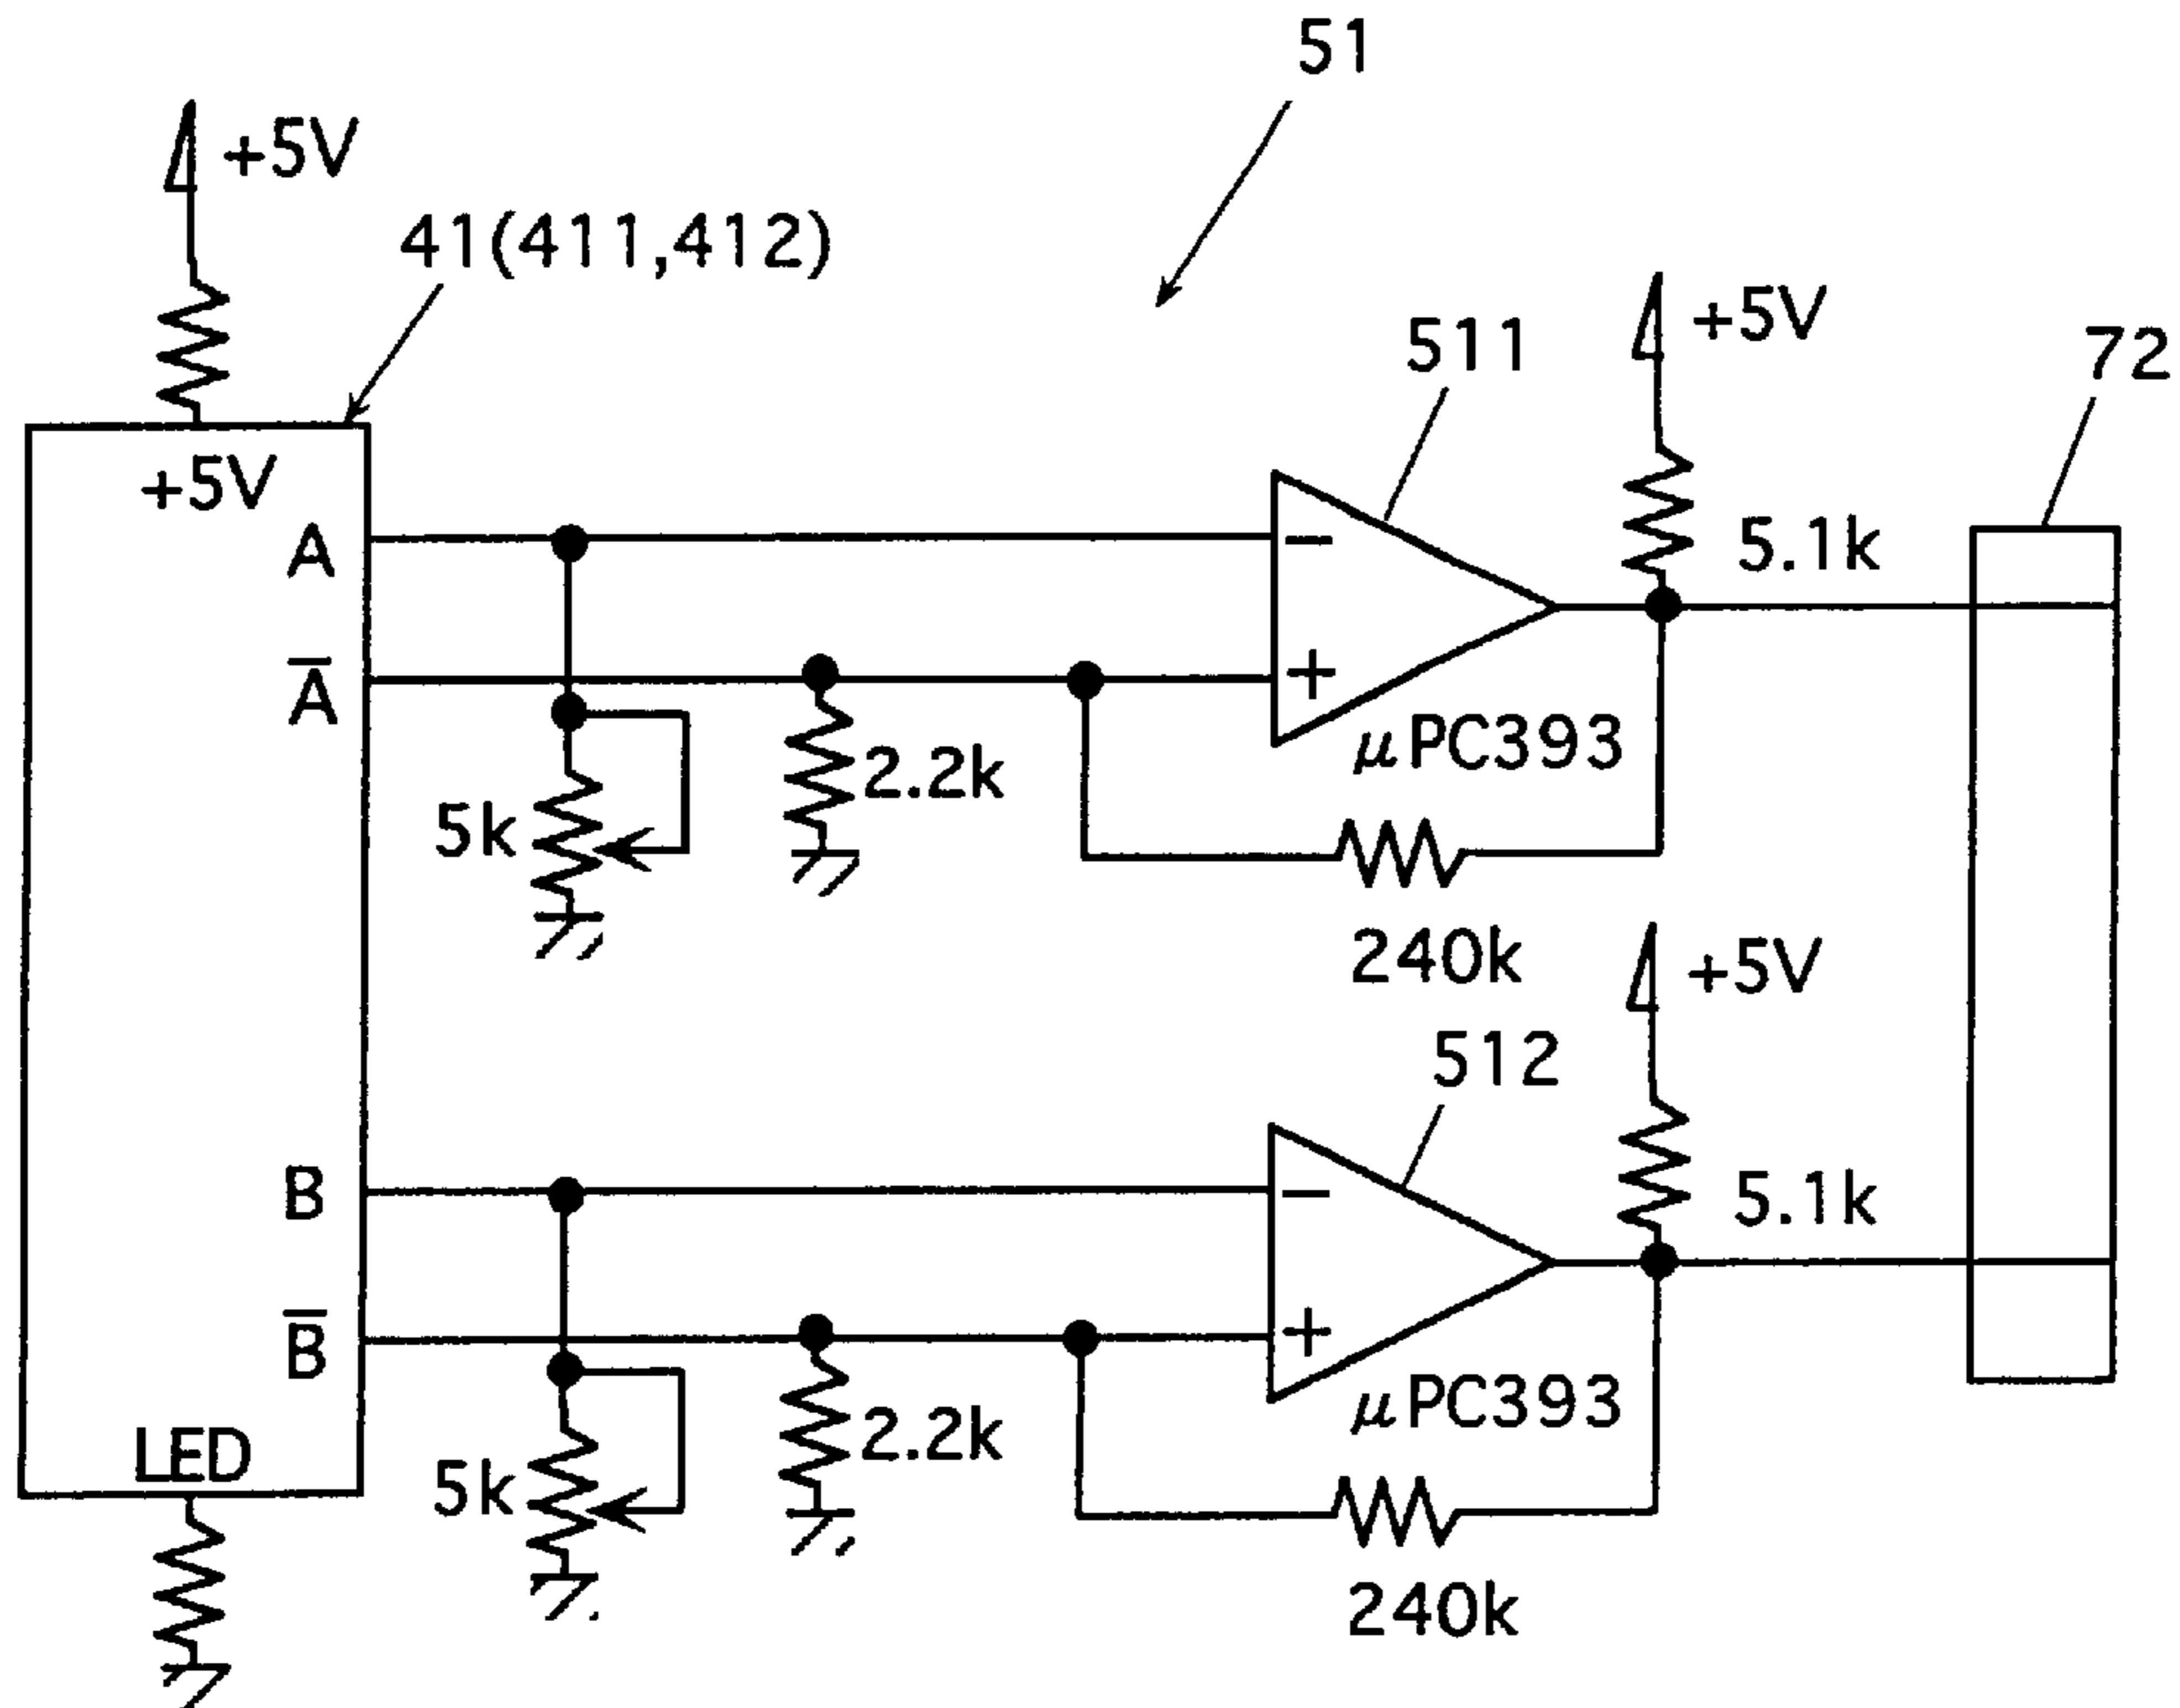 51
+5V
41(411,412)
+5V
511
72
+5V
A
5.1k
A̅
μPC393
2.2k
5k
240k
+5V
512
B
5.1k
B̅
μPC393
2.2k
LED
5k
240k